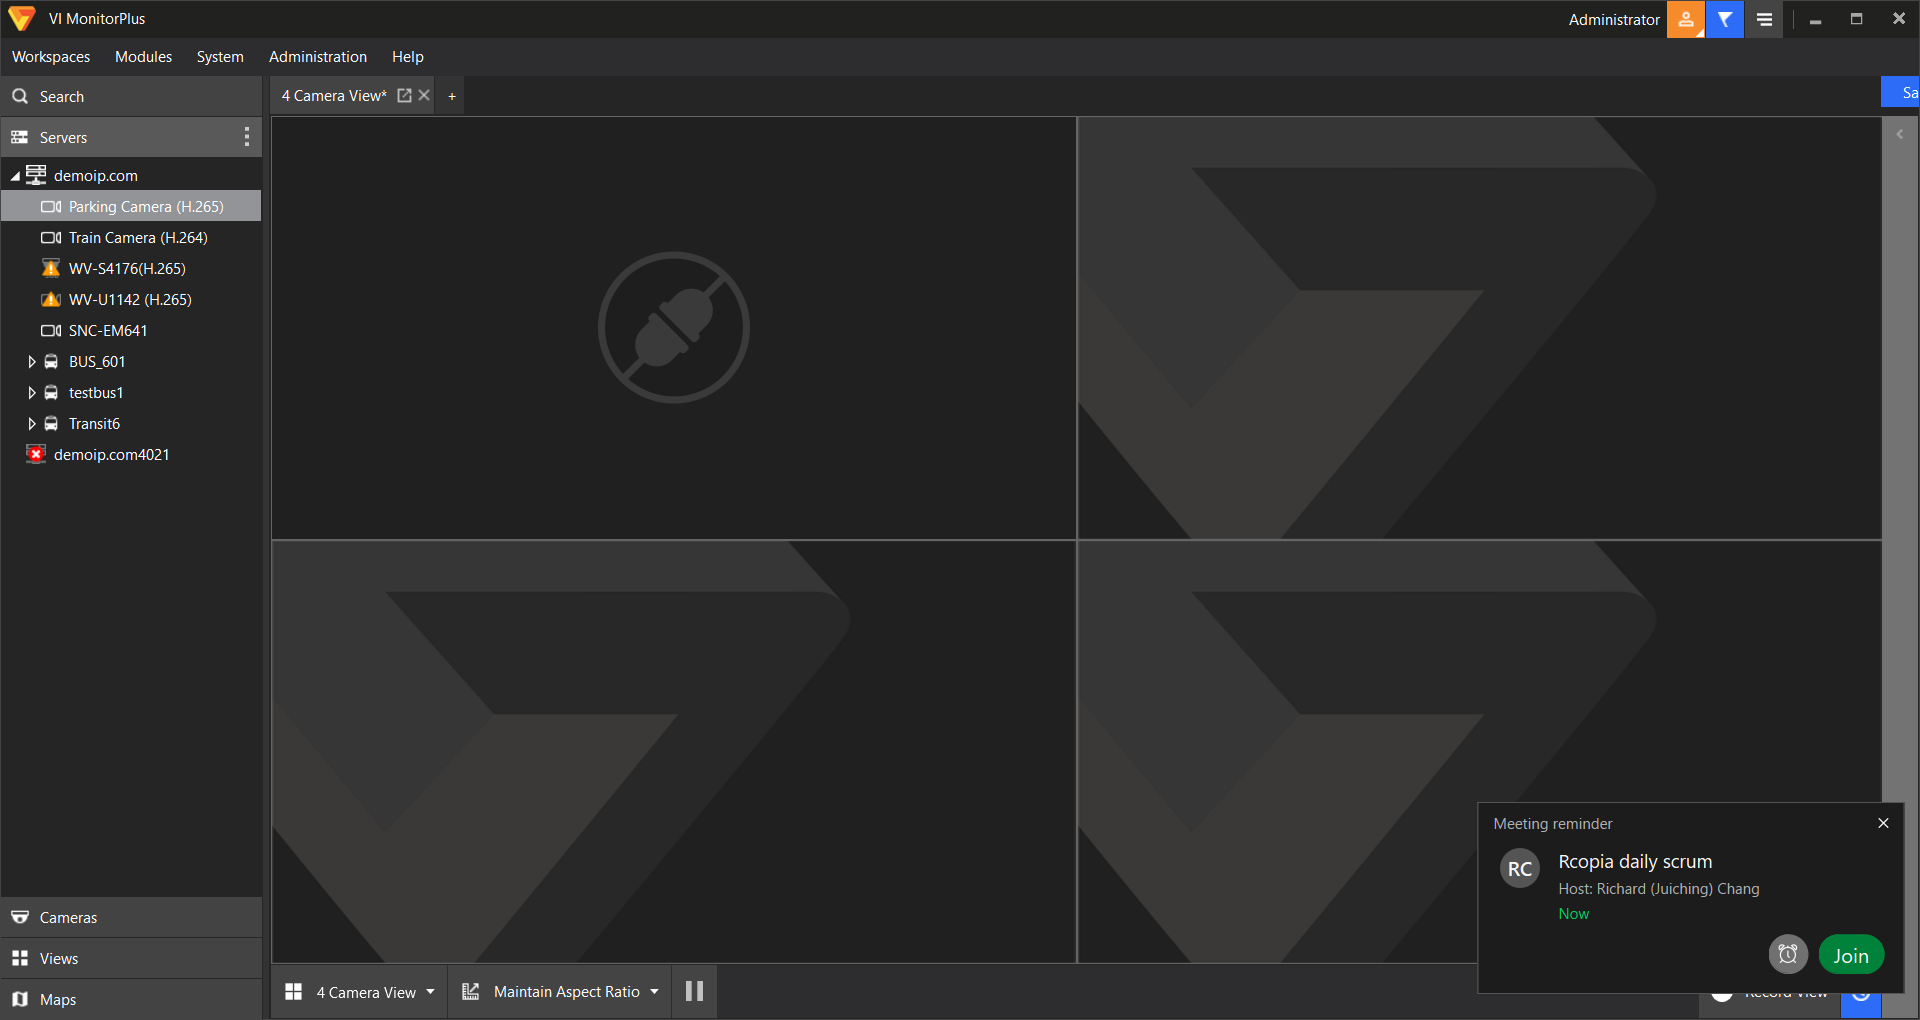 VI MonitorPlus
Administrator
Workspaces Modules System Administration Help
Search
4 Camera View* +
Sa
Servers
demoip.com
Parking Camera (H.265)
Train Camera (H.264)
WV-S4176(H.265)
WV-U1142 (H.265)
SNC-EM641
BUS_601
testbus1
Transit6
demoip.com4021
Cameras
Views
Maps
4 Camera View
Maintain Aspect Ratio
Meeting reminder
RC
Rcopia daily scrum
Host: Richard (Juiching) Chang
Now
Join
Record View